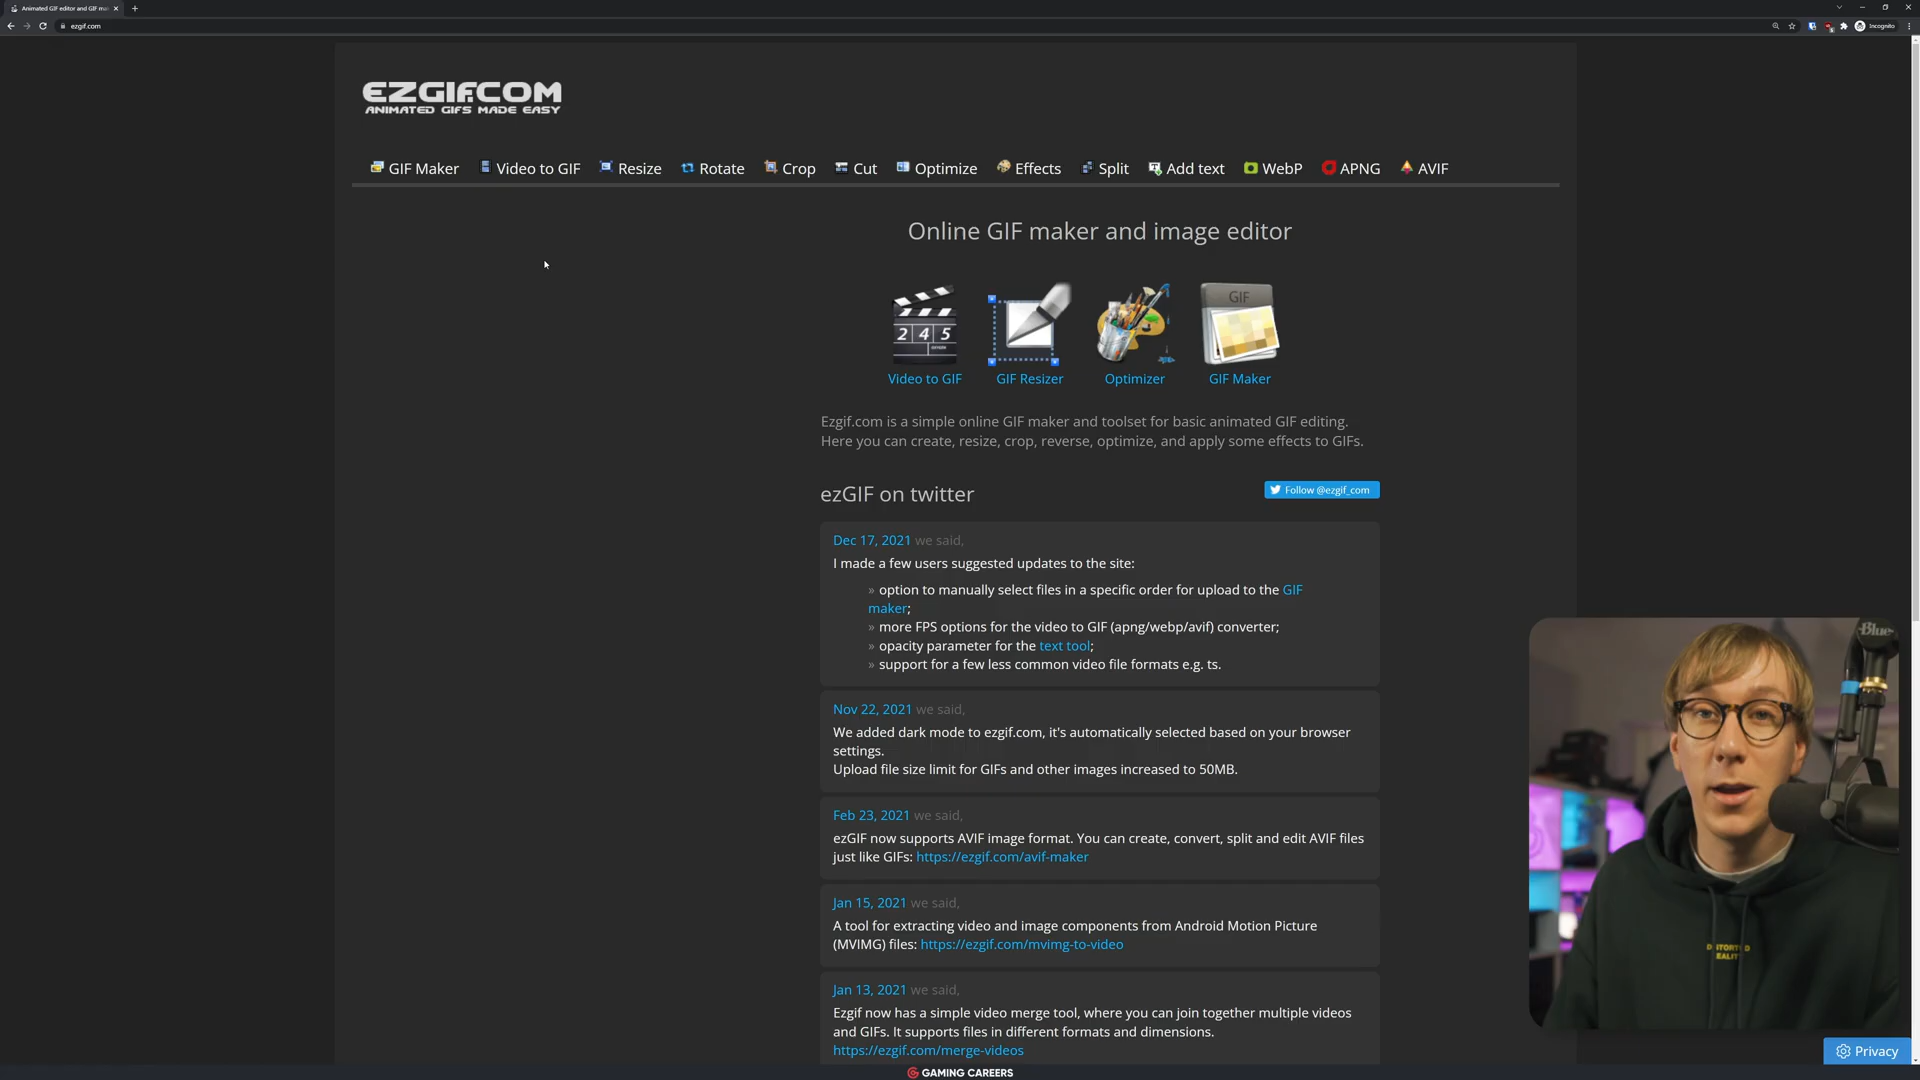 Animated GIF editor and GIF ma
ezgif.com
Incognito
EZGIF.COM
ANIMATED GIFS MADE EASY
GIF Maker Video to GIF Resize Rotate Crop Cut Optimize Effects Split Add text WebP APNG AVIF
Online GIF maker and image editor
2 4 5
GIF
Video to GIF GIF Resizer Optimizer GIF Maker
Ezgif.com is a simple online GIF maker and toolset for basic animated GIF editing.
Here you can create, resize, crop, reverse, optimize, and apply some effects to GIFs.
ezGIF on twitter
Follow @ezgif_com
Dec 17, 2021 we said,
I made a few users suggested updates to the site:
» option to manually select files in a specific order for upload to the GIF
maker;
» more FPS options for the video to GIF (apng/webp/avif) converter;
» opacity parameter for the text tool;
» support for a few less common video file formats e.g. ts.
Nov 22, 2021 we said,
We added dark mode to ezgif.com, it's automatically selected based on your browser
settings.
Upload file size limit for GIFs and other images increased to 50MB.
Feb 23, 2021 we said,
ezGIF now supports AVIF image format. You can create, convert, split and edit AVIF files
just like GIFs: https://ezgif.com/avif-maker
Jan 15, 2021 we said,
A tool for extracting video and image components from Android Motion Picture
(MVIMG) files: https://ezgif.com/mvimg-to-video
Jan 13, 2021 we said,
Ezgif now has a simple video merge tool, where you can join together multiple videos
and GIFs. It supports files in different formats and dimensions.
https://ezgif.com/merge-videos
Blue
Privacy
GAMING CAREERS